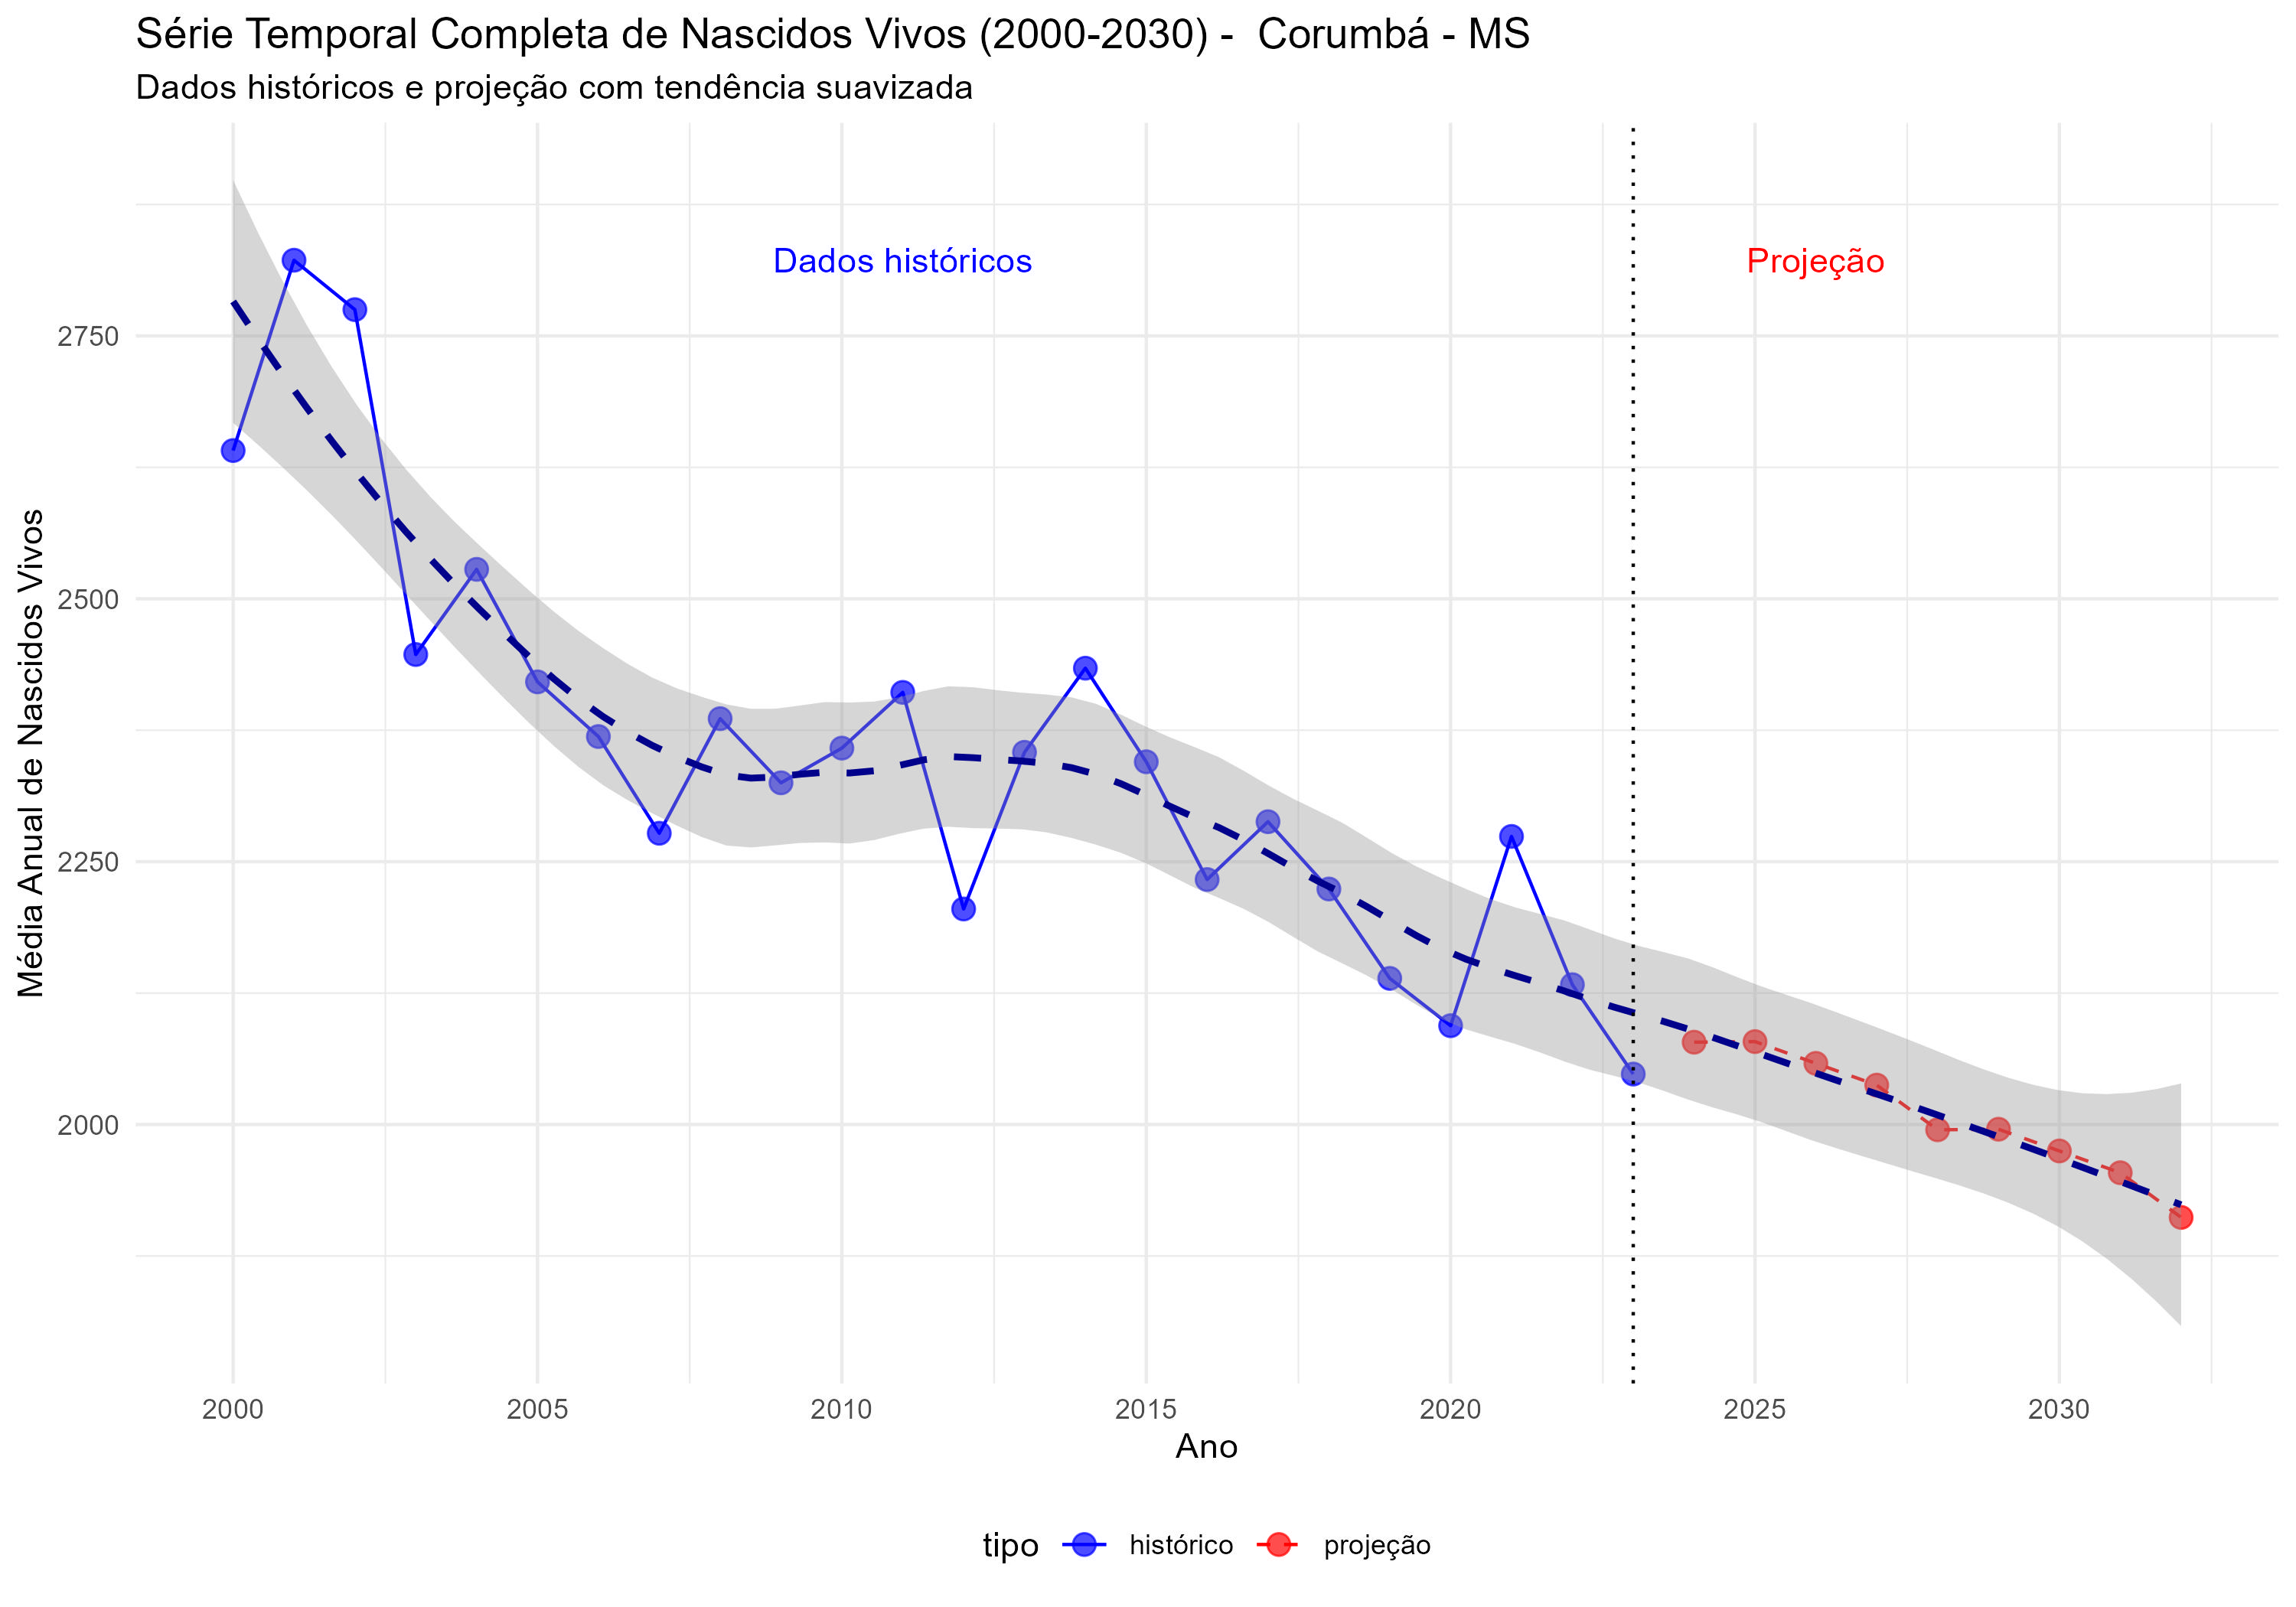 Série Temporal Completa de Nascidos Vivos (2000-2030) -  Corumbá - MS
Dados históricos e projeção com tendência suavizada
Dados históricos
Projeção
Média Anual de Nascidos Vivos
2750
2500
2250
2000
2000
2005
2010
2015
2020
2025
2030
Ano
tipo
histórico
projeção